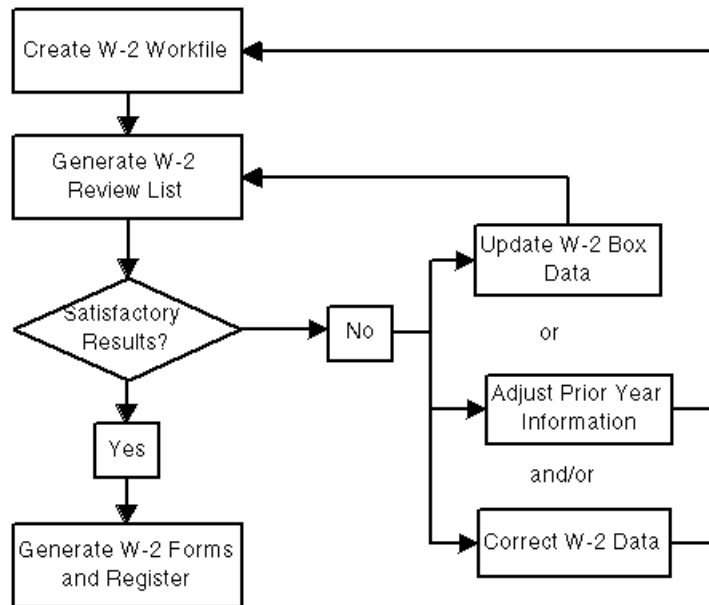 Create W-2 Workfile
Generate W-2
Review List
Satisfactory
Results?
No
Yes
Generate W-2 Forms
and Register
Update W-2 Box
Data
or
Adjust Prior Year
Information
and/or
Correct W-2 Data